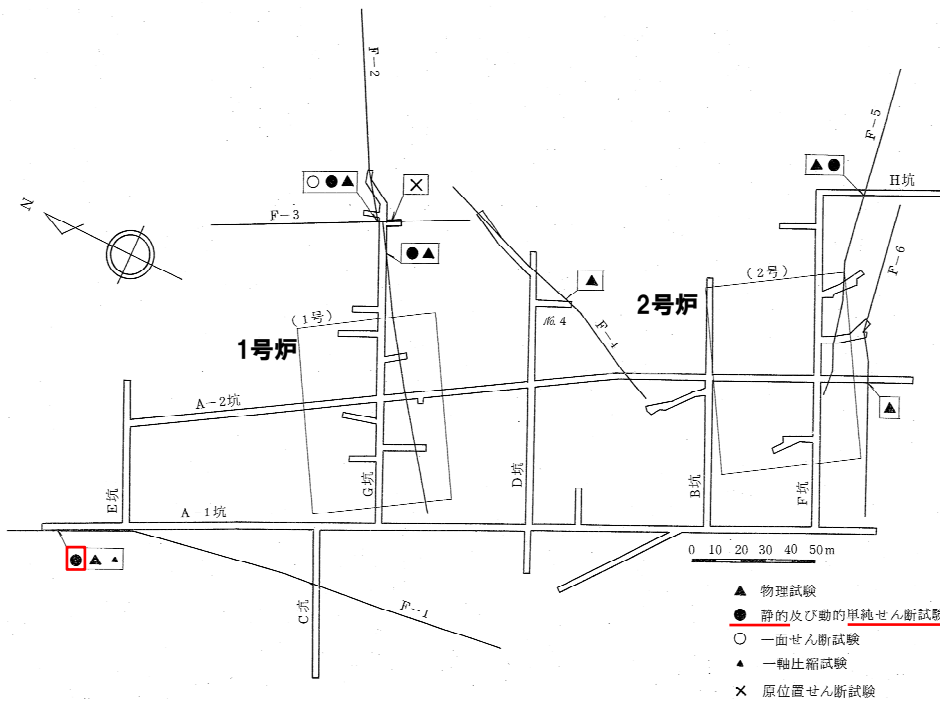 F-2
F-5
H坑
N
F-3
F-6
(1号)
1号炉
No.4
F-4
(2号)
2号炉
A-2坑
E坑
G坑
D坑
B坑
F坑
A 1坑
C坑
F-1
0 10 20 30 40 50m
▲ 物理試験
● 静的及び動的単純せん断試験
○ 一面せん断試験
▲ 一軸圧縮試験
× 原位置せん断試験